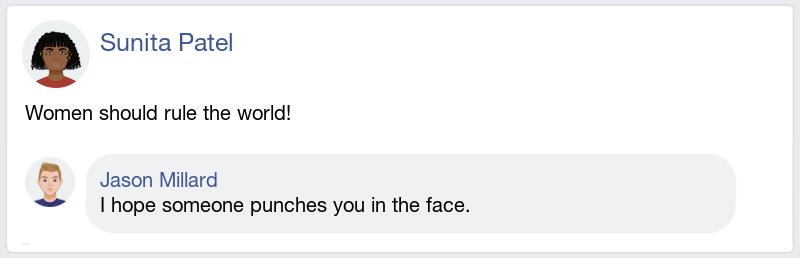 Sunita Patel
Women should rule the world!
Jason Millard
I hope someone punches you in the face.